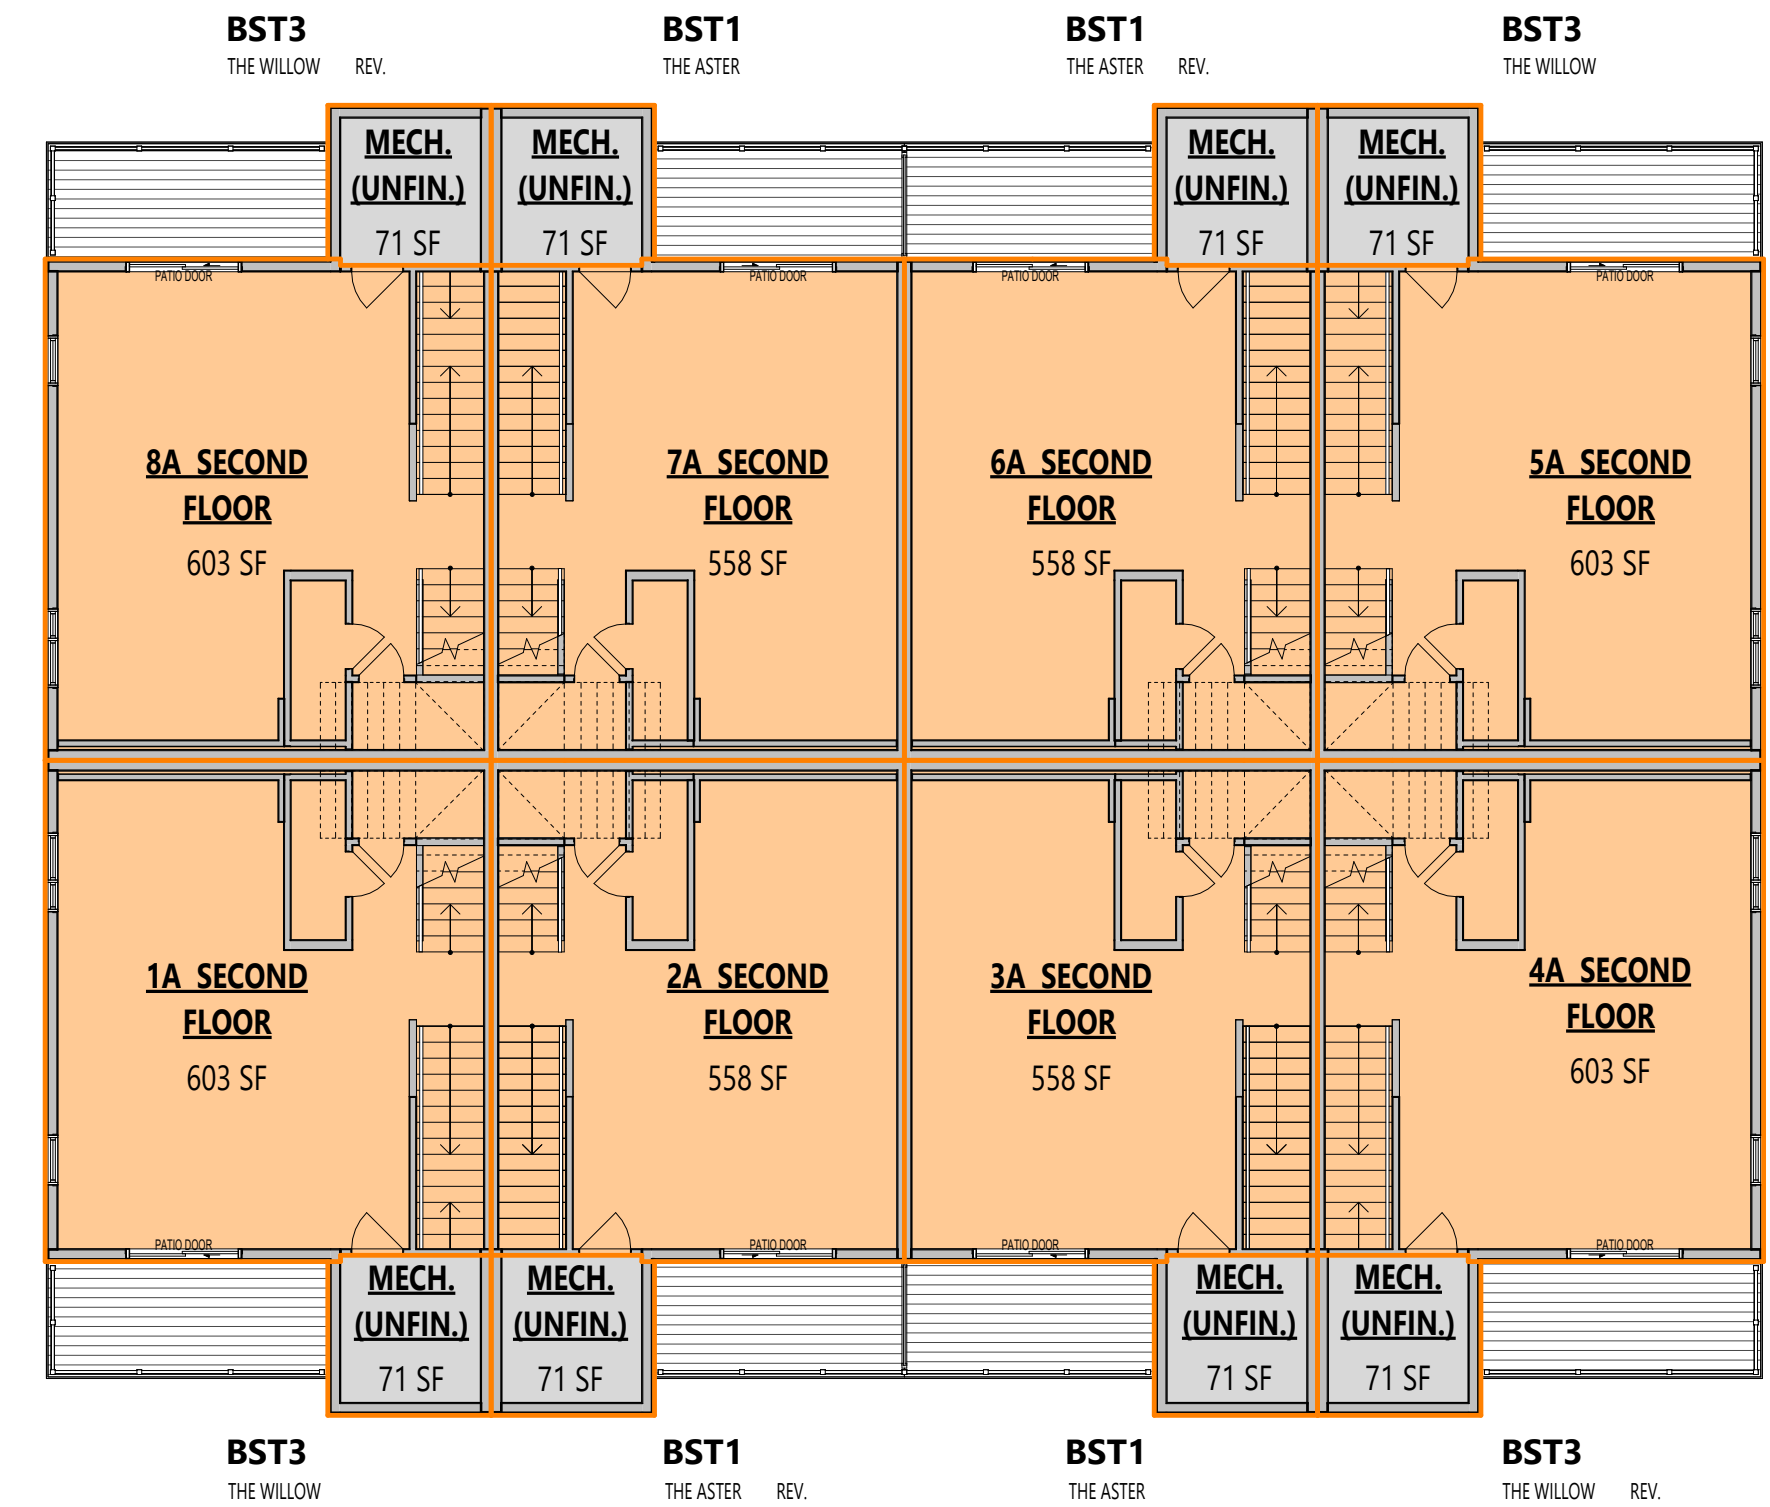 BST3
THE WILLOW REV.
BST1
THE ASTER
BST1
THE ASTER REV.
BST3
THE WILLOW
MECH.
(UNFIN.)
71 SF
MECH.
(UNFIN.)
71 SF
MECH.
(UNFIN.)
71 SF
MECH.
(UNFIN.)
71 SF
PATIO DOOR
PATIO DOOR
PATIO DOOR
PATIO DOOR
8A SECOND
FLOOR
603 SF
7A SECOND
FLOOR
558 SF
6A SECOND
FLOOR
558 SF
5A SECOND
FLOOR
603 SF
1A SECOND
FLOOR
603 SF
2A SECOND
FLOOR
558 SF
3A SECOND
FLOOR
558 SF
4A SECOND
FLOOR
603 SF
PATIO DOOR
PATIO DOOR
PATIO DOOR
PATIO DOOR
MECH.
(UNFIN.)
71 SF
MECH.
(UNFIN.)
71 SF
MECH.
(UNFIN.)
71 SF
MECH.
(UNFIN.)
71 SF
BST3
THE WILLOW
BST1
THE ASTER REV.
BST1
THE ASTER
BST3
THE WILLOW REV.